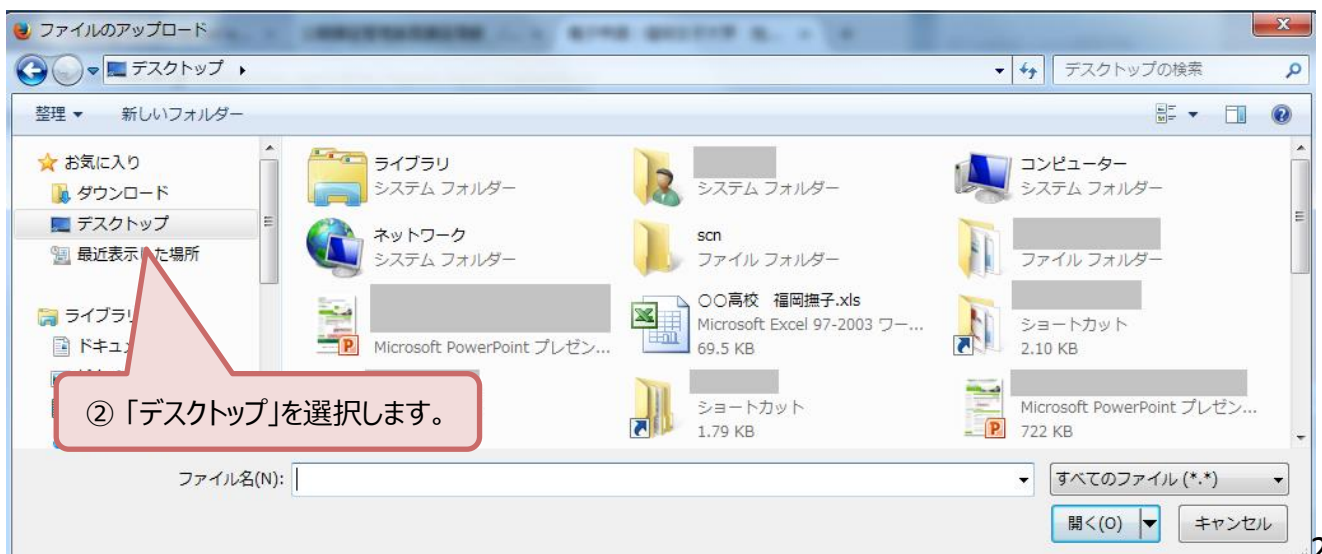 ファイルのアップロード
デスクトップ
デスクトップの検索
整理
新しいフォルダー
お気に入り
ダウンロード
デスクトップ
最近表示した場所
ライブラリ
ドキュメ
ライブラリ
システム フォルダー
システム フォルダー
コンピューター
システム フォルダー
ネットワーク
システム フォルダー
scn
ファイル フォルダー
ファイル フォルダー
Microsoft PowerPoint プレゼン...
〇〇高校 福岡撫子.xls
Microsoft Excel 97-2003 ワー...
69.5 KB
ショートカット
2.10 KB
ショートカット
1.79 KB
Microsoft PowerPoint プレゼン...
722 KB
② 「デスクトップ」を選択します。
ファイル名(N):
すべてのファイル (*.*)
開く(O)
キャンセル
2